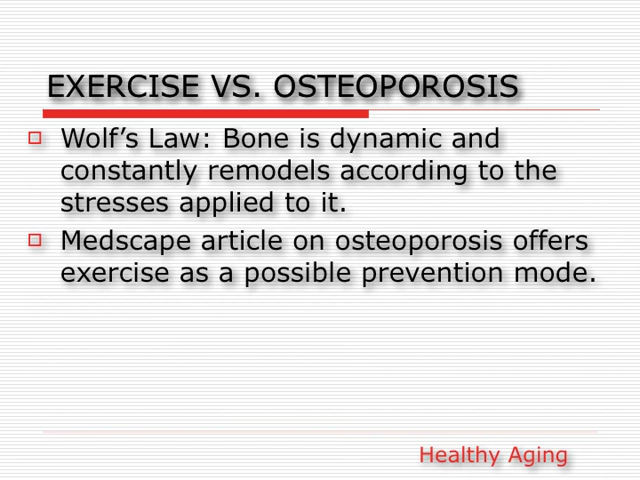 EXERCISE VS. OSTEOPOROSIS
Wolf’s Law: Bone is dynamic and
constantly remodels according to the
stresses applied to it.
Medscape article on osteoporosis offers
exercise as a possible prevention mode.
Healthy Aging